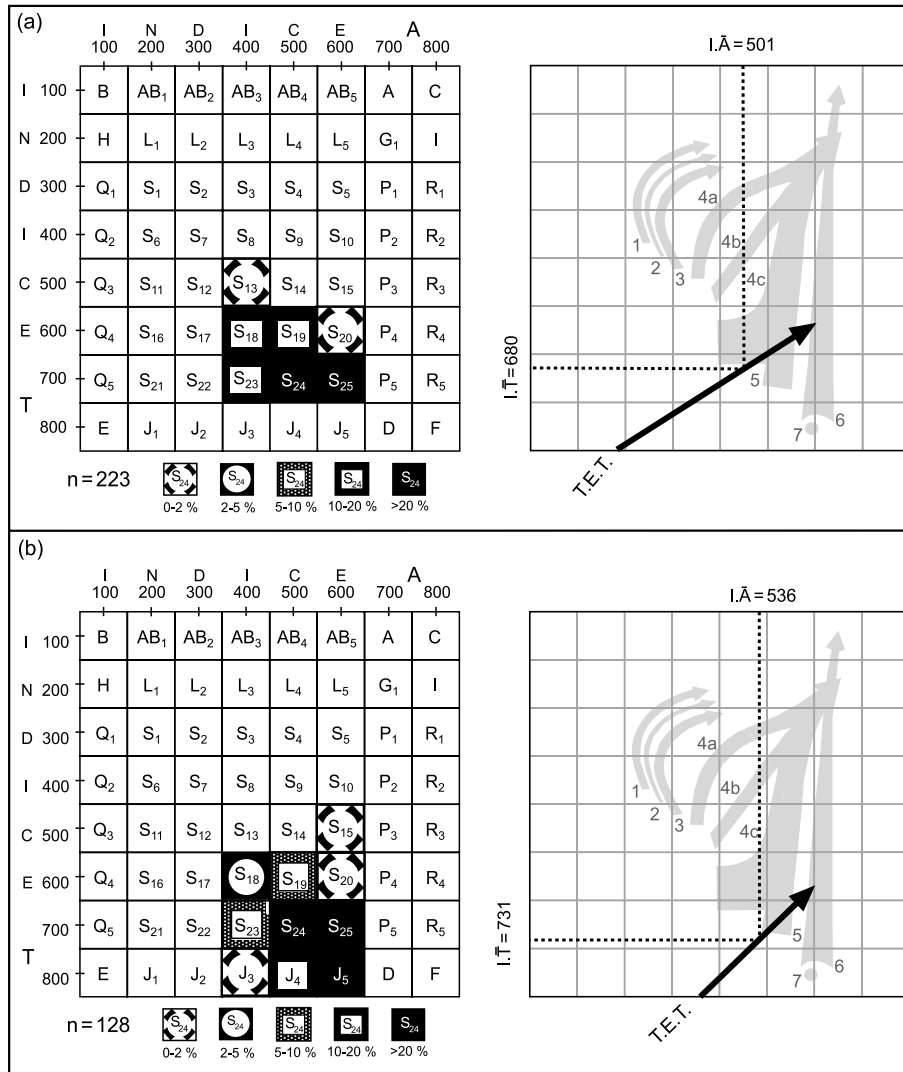 (a)
I N D I C E A
100 200 300 400 500 600 700 800
I 100 B AB₁ AB₂ AB₃ AB₄ AB₅ A C
N 200 H L₁ L₂ L₃ L₄ L₅ G₁ I
D 300 Q₁ S₁ S₂ S₃ S₄ S₅ P₁ R₁
I 400 Q₂ S₆ S₇ S₈ S₉ S₁₀ P₂ R₂
C 500 Q₃ S₁₁ S₁₂ S₁₃ S₁₄ S₁₅ P₃ R₃
E 600 Q₄ S₁₆ S₁₇ S₁₈ S₁₉ S₂₀ P₄ R₄
700 Q₅ S₂₁ S₂₂ S₂₃ S₂₄ S₂₅ P₅ R₅
T
800 E J₁ J₂ J₃ J₄ J₅ D F
n=223 S₂₄ S₂₄ S₂₄ S₂₄ S₂₄
0-2 % 2-5 % 5-10 % 10-20 % >20 %
I.Ā=501
I.T̄=680
1 2 3 4a 4b 4c 5 6 7
T.E.T.
(b)
I N D I C E A
100 200 300 400 500 600 700 800
I 100 B AB₁ AB₂ AB₃ AB₄ AB₅ A C
N 200 H L₁ L₂ L₃ L₄ L₅ G₁ I
D 300 Q₁ S₁ S₂ S₃ S₄ S₅ P₁ R₁
I 400 Q₂ S₆ S₇ S₈ S₉ S₁₀ P₂ R₂
C 500 Q₃ S₁₁ S₁₂ S₁₃ S₁₄ S₁₅ P₃ R₃
E 600 Q₄ S₁₆ S₁₇ S₁₈ S₁₉ S₂₀ P₄ R₄
700 Q₅ S₂₁ S₂₂ S₂₃ S₂₄ S₂₅ P₅ R₅
T
800 E J₁ J₂ J₃ J₄ J₅ D F
n=128 S₂₄ S₂₄ S₂₄ S₂₄ S₂₄
0-2 % 2-5 % 5-10 % 10-20 % >20 %
I.Ā=536
I.T̄=731
1 2 3 4a 4b 4c 5 6 7
T.E.T.